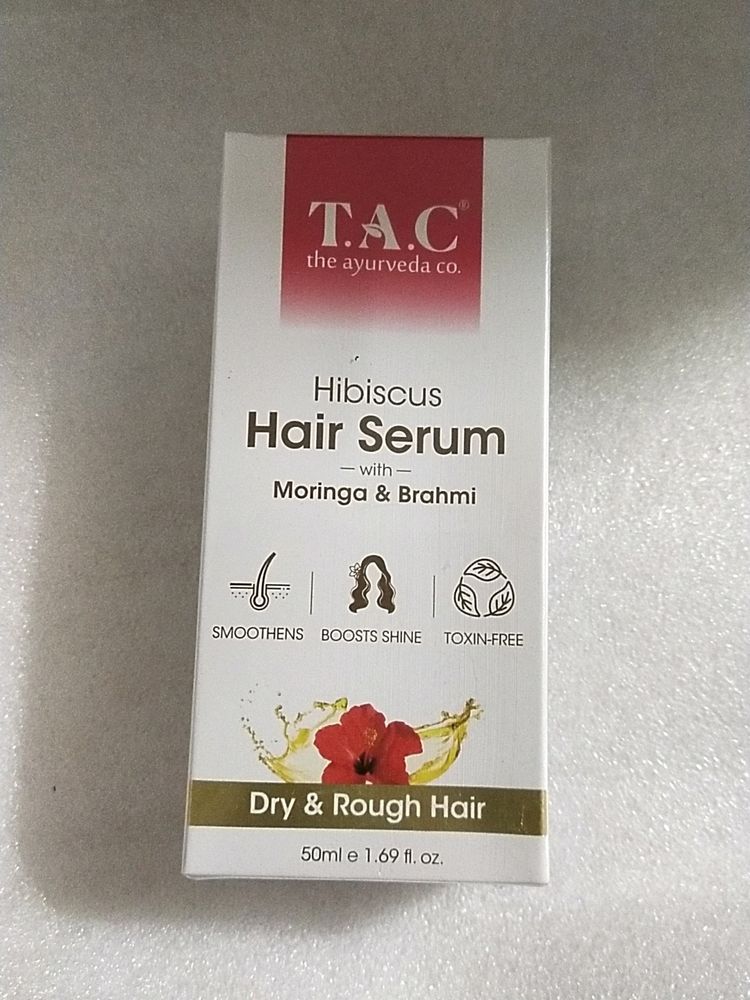 T.A.C®
the ayurveda co.
Hibiscus
Hair Serum
— with —
Moringa & Brahmi
SMOOTHENS
BOOSTS SHINE
TOXIN-FREE
Dry & Rough Hair
50ml e 1.69 fl. oz.